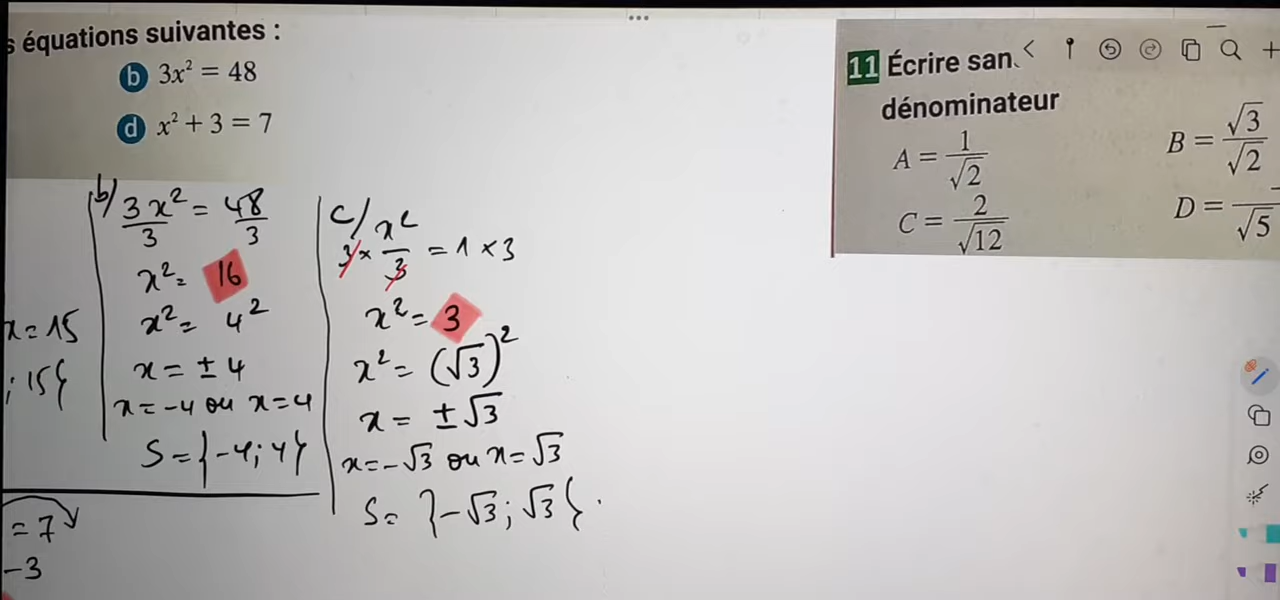 équations suivantes :
b 3x² = 48
d x² + 3 = 7
x = 15
; 15}
= 7
-3
b/ 3x²/3 = 48/3
x² = 16
x² = 4²
x = ± 4
x = -4 ou x = 4
S = {-4; 4}
c/ 3 × x²/3 = 1 × 3
x² = 3
x² = (√3)²
x = ±√3
x = -√3 ou x = √3
S = {-√3; √3}.
11 Écrire
dénominateur
A = 1/√2
B = √3/√2
C = 2/√12
D = /√5